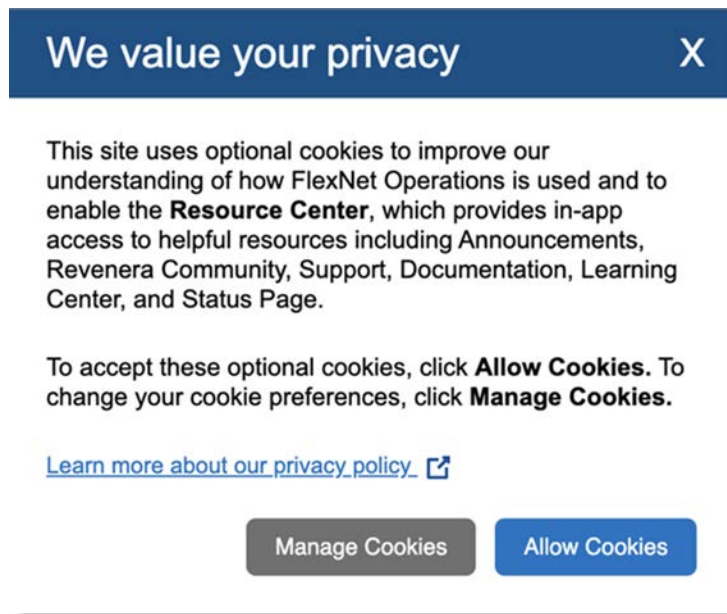 We value your privacy X
This site uses optional cookies to improve our
understanding of how FlexNet Operations is used and to
enable the Resource Center, which provides in-app
access to helpful resources including Announcements,
Revenera Community, Support, Documentation, Learning
Center, and Status Page.
To accept these optional cookies, click Allow Cookies. To
change your cookie preferences, click Manage Cookies.
Learn more about our privacy policy
Manage Cookies Allow Cookies